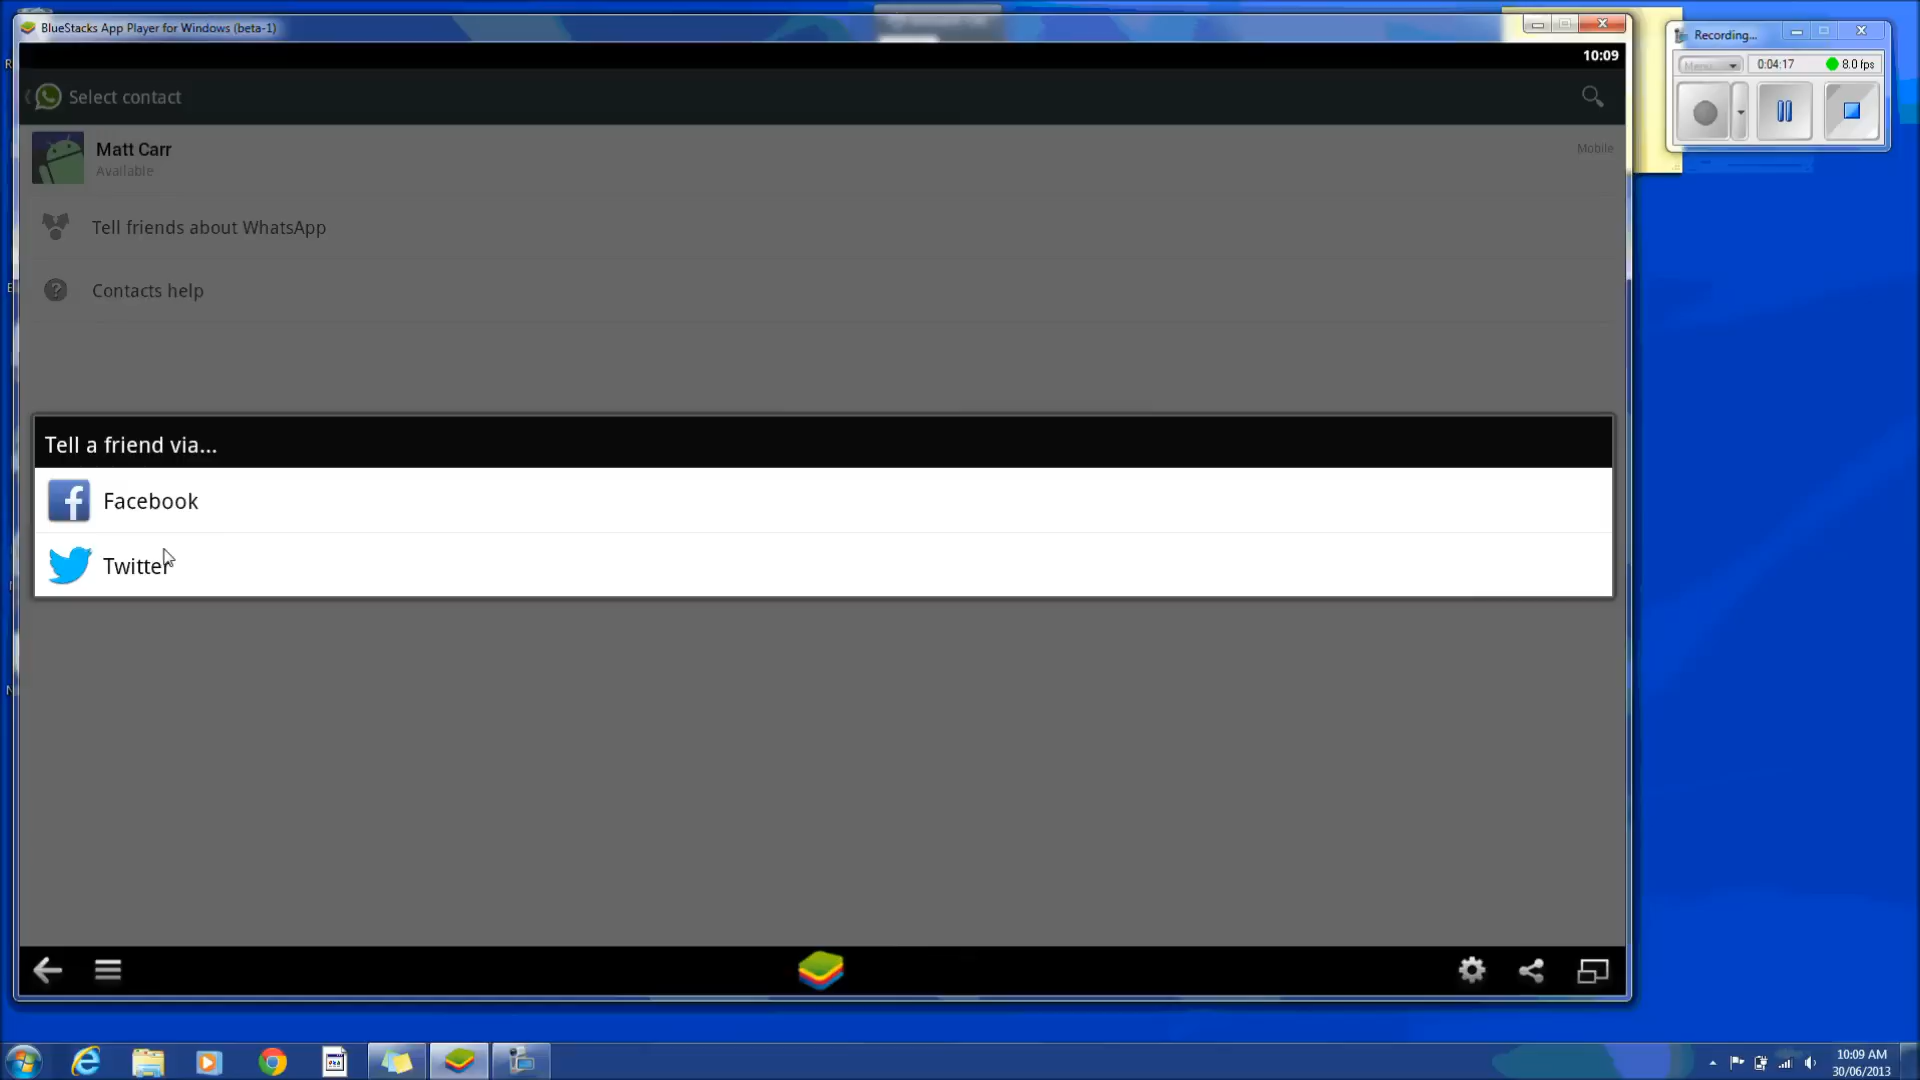 BlueStacks App Player for Windows (beta-1)
Recording...
10:09
0:04:17
8.0 fps
Select contact
Matt Carr
Available
Mobile
Tell friends about WhatsApp
Contacts help
Tell a friend via...
Facebook
Twitter
10:09 AM
30/06/2013